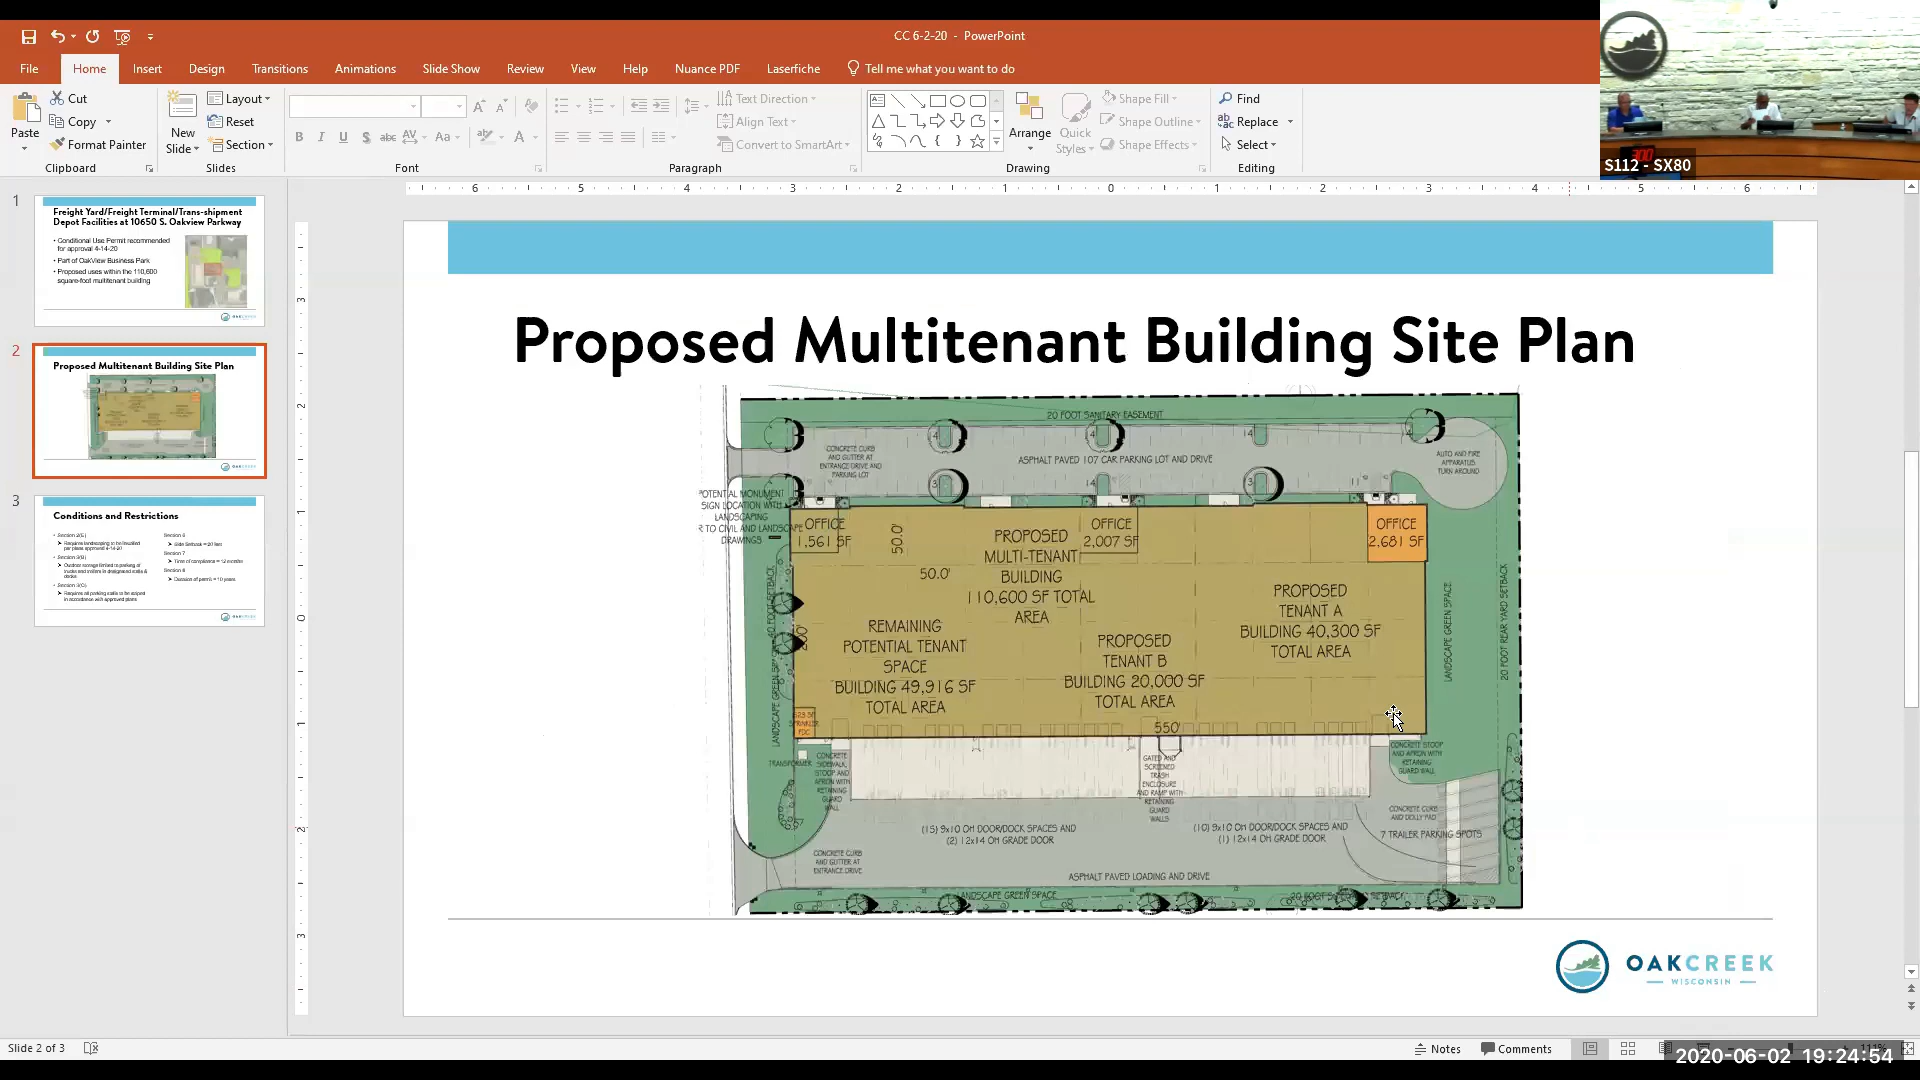 CC 6-2-20 - PowerPoint
File Home Insert Design Transitions Animations Slide Show Review View Help Nuance PDF Laserfiche Tell me what you want to do
Paste
Cut
Copy
Format Painter
Clipboard
New
Slide
Layout
Reset
Section
Slides
Font
Text Direction
Align Text
Convert to SmartArt
Paragraph
Arrange
Quick
Styles
Shape Fill
Shape Outline
Shape Effects
Drawing
Find
Replace
Select
Editing
S112 - SX80
1
Freight Yard/Freight Terminal/Trans-shipment
Depot Facilities at 10650 S. Oakview Parkway
• Conditional Use Permit recommended
for approval 4-14-20
• Part of OakView Business Park
• Proposed uses within the 110,600
square-foot multitenant building
2
Proposed Multitenant Building Site Plan
3
Conditions and Restrictions
Proposed Multitenant Building Site Plan
20 FOOT SANITARY EASEMENT
CONCRETE CURB
AND GUTTER AT
ENTRANCE DRIVE AND
PARKING LOT
ASPHALT PAVED 107 CAR PARKING LOT AND DRIVE
AUTO AND FIRE
APPARATUS
TURN AROUND
POTENTIAL MONUMENT
SIGN LOCATION WITH
LANDSCAPING
R TO CIVIL AND LANDSCAPE
DRAWINGS
OFFICE
1,561 SF
50.0'
50.0'
OFFICE
2,007 SF
OFFICE
2,681 SF
PROPOSED
MULTI-TENANT
BUILDING
110,600 SF TOTAL
AREA
REMAINING
POTENTIAL TENANT
SPACE
BUILDING 49,916 SF
TOTAL AREA
PROPOSED
TENANT B
BUILDING 20,000 SF
TOTAL AREA
PROPOSED
TENANT A
BUILDING 40,300 SF
TOTAL AREA
LANDSCAPE GREEN SPACE
20 FOOT REAR YARD SETBACK
550'
TRANSFORMER
CONCRETE
SIDEWALK,
STOOP AND
APRON WITH
RETAINING
GUARD
WALL
GATED AND
SCREENED
TRASH
ENCLOSURE
AND RAMP WITH
RETAINING
GUARD
WALLS
CONCRETE STOOP
AND APRON WITH
RETAINING
GUARD WALL
CONCRETE CURB
AND GUTTER AT
ENTRANCE DRIVE
(15) 9x10 OH DOOR/DOCK SPACES AND
(2) 12x14 OH GRADE DOOR
(10) 9x10 OH DOOR/DOCK SPACES AND
(1) 12x14 OH GRADE DOOR
CONCRETE CURB
AND DOLLY PAD
7 TRAILER PARKING SPOTS
ASPHALT PAVED LOADING AND DRIVE
LANDSCAPE GREEN SPACE
OAKCREEK
WISCONSIN
Slide 2 of 3
Notes
Comments
2020-06-02 19:24:54